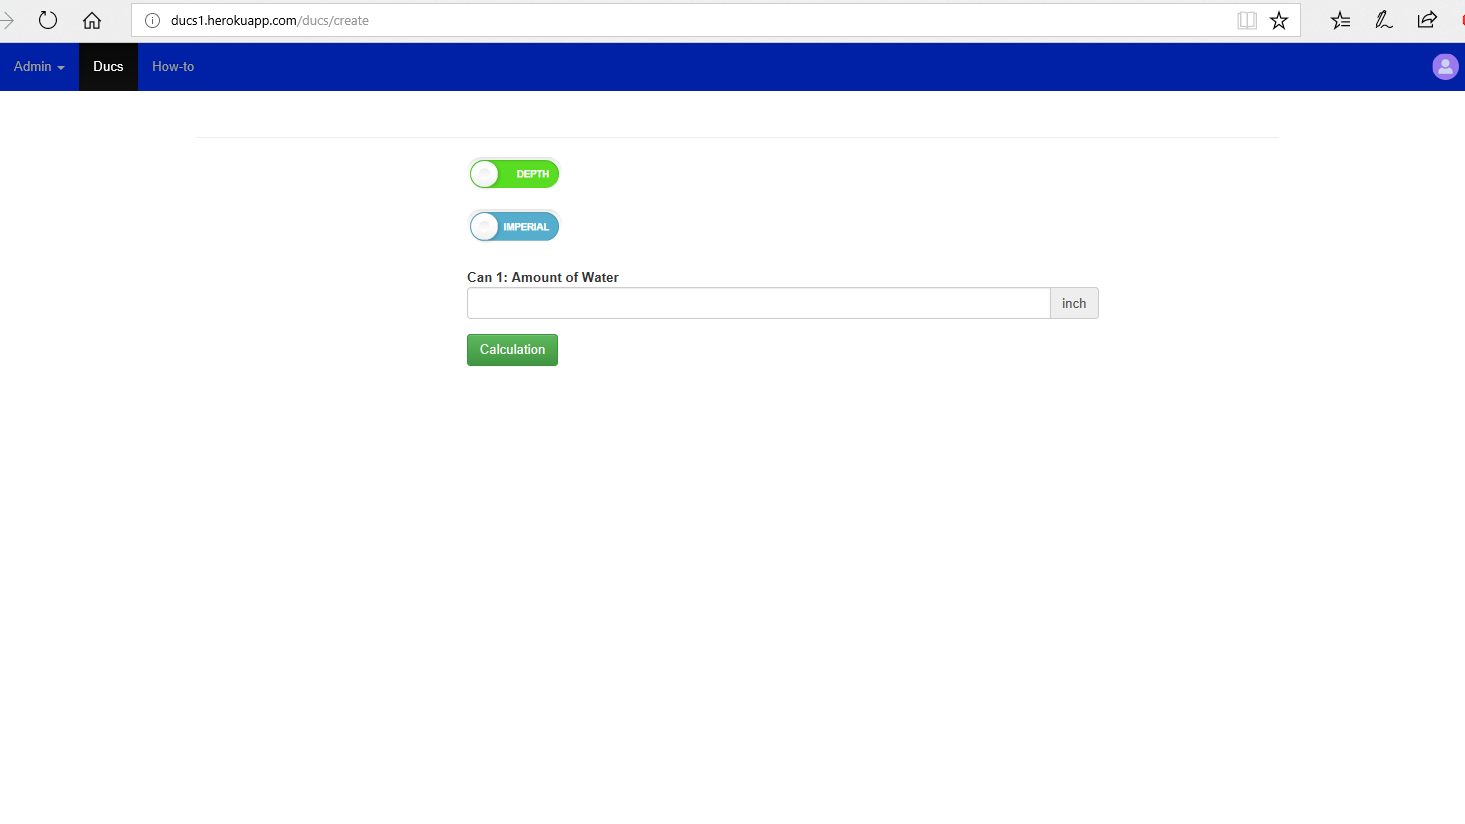 ducs1.herokuapp.com/ducs/create
Admin Ducs How-to
DEPTH
IMPERIAL
Can 1: Amount of Water
inch
Calculation